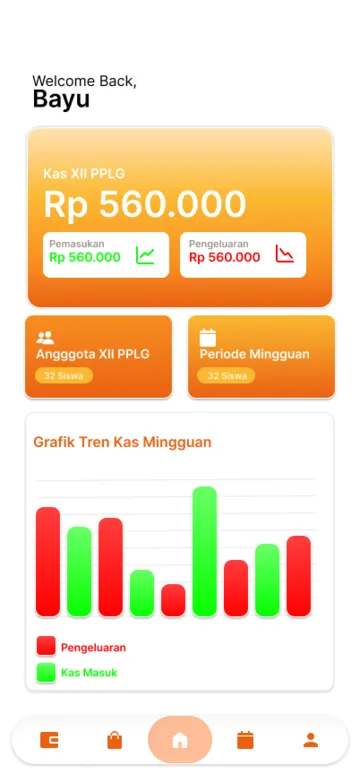 Welcome Back,
Bayu
Kas XII PPLG
Rp 560.000
Pemasukan
Rp 560.000
Pengeluaran
Rp 560.000
Angggota XII PPLG
32 Siswa
Periode Mingguan
32 Siswa
Grafik Tren Kas Mingguan
Pengeluaran
Kas Masuk